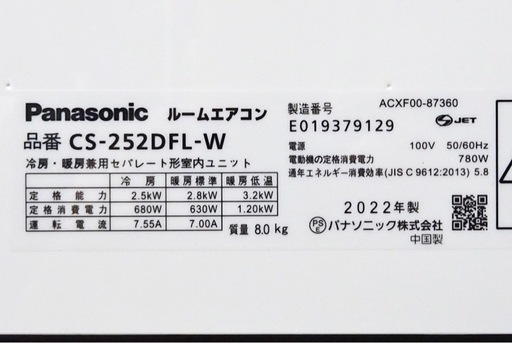 Panasonic ルームエアコン
品番 CS-252DFL-W
冷房・暖房兼用セパレート形室内ユニット
冷房 暖房標準 暖房低温
定格能力 2.5kW 2.8kW 3.2kW
定格消費電力 680W 630W 1.20kW
運転電流 7.55A 7.00A
質量 8.0 kg
ACXF00-87360
製造番号
E019379129
JET
電源 100V 50/60Hz
電動機の定格消費電力 780W
通年エネルギー消費効率(JIS C 9612:2013) 5.8
2022年製
PSE パナソニック株式会社
中国製